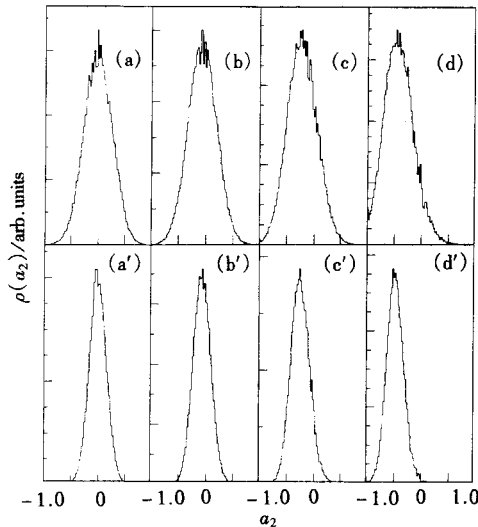 (a) (b) (c) (d)
ρ(a₂)/arb.units
(a′) (b′) (c′) (d′)
-1.0 0 -1.0 0 -1.0 0 -1.0 0 1.0
a₂